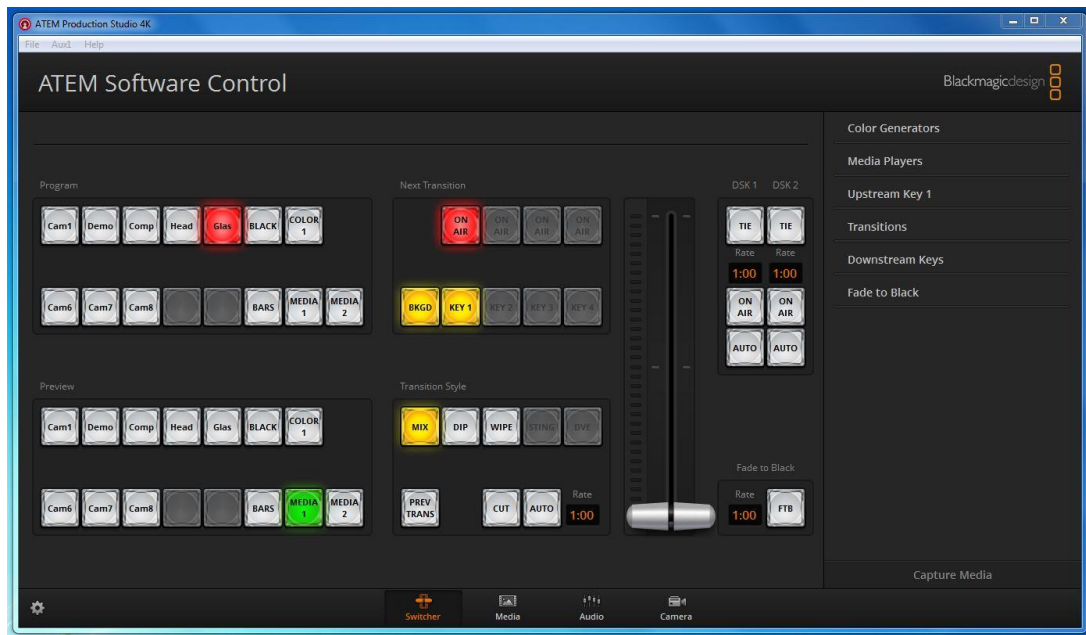 ATEM Production Studio 4K
File Aux1 Help
ATEM Software Control
Blackmagicdesign
Program
Cam1 Demo Comp Head Glas BLACK COLOR 1
Cam6 Cam7 Cam8 BARS MEDIA 1 MEDIA 2
Preview
Cam1 Demo Comp Head Glas BLACK COLOR 1
Cam6 Cam7 Cam8 BARS MEDIA 1 MEDIA 2
Next Transition
ON AIR ON AIR ON AIR ON AIR
BKGD KEY 1 KEY 2 KEY 3 KEY 4
Transition Style
MIX DIP WIPE STING DVE
PREV TRANS CUT AUTO Rate 1:00
DSK 1 DSK 2
TIE TIE
Rate Rate
1:00 1:00
ON AIR ON AIR
AUTO AUTO
Fade to Black
Rate
1:00 FTB
Color Generators
Media Players
Upstream Key 1
Transitions
Downstream Keys
Fade to Black
Capture Media
Switcher Media Audio Camera